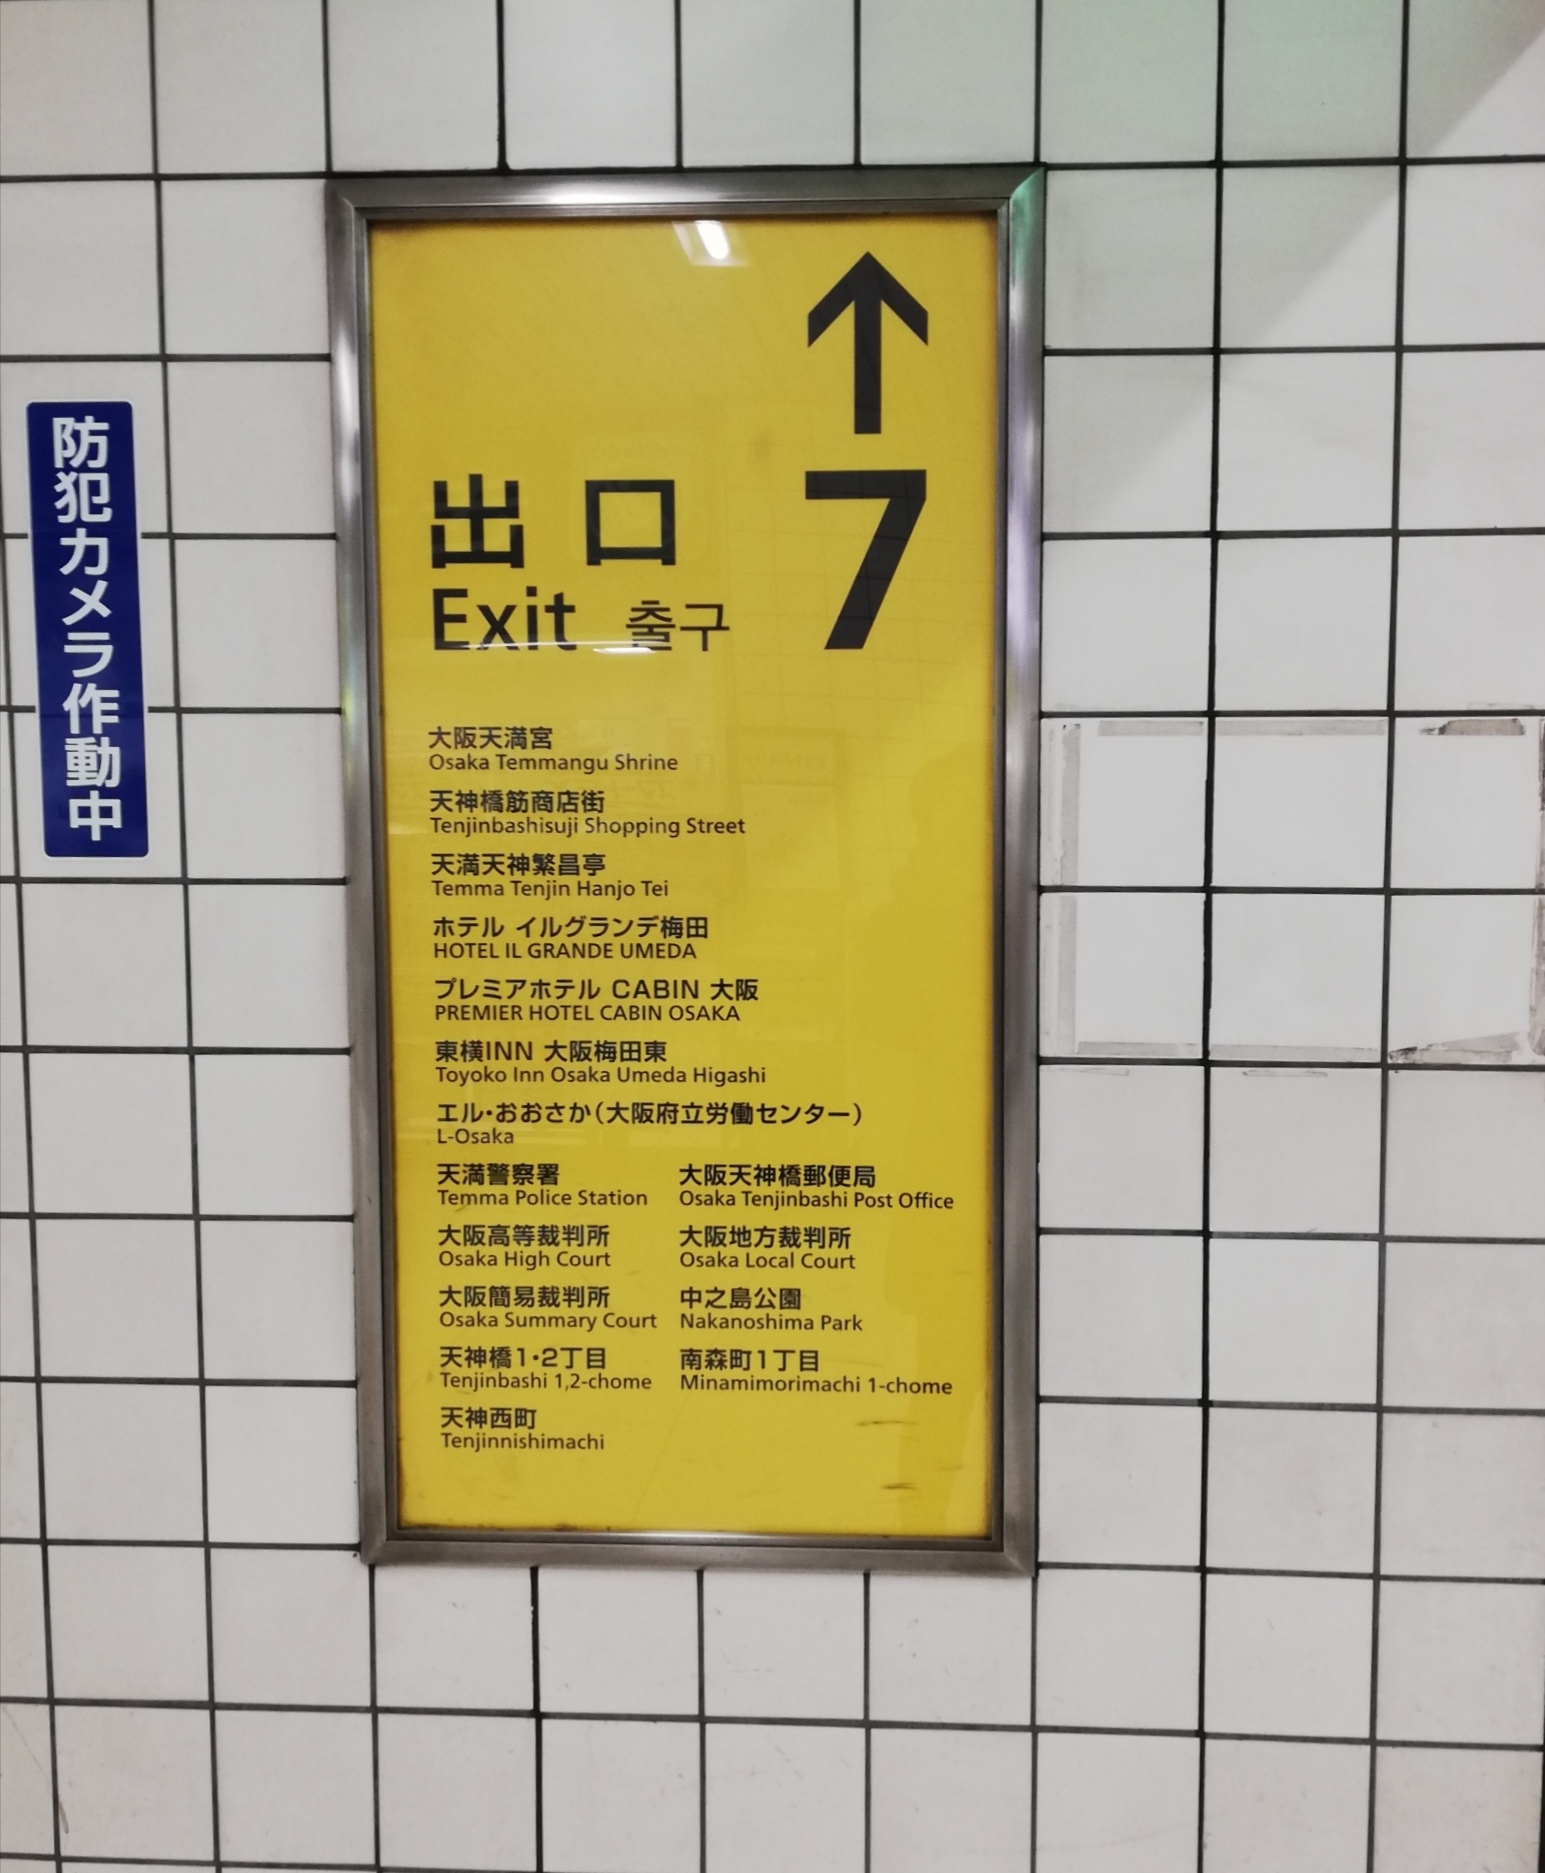 防犯カメラ作動中
7
出口
Exit 출구
大阪天満宮
Osaka Temmangu Shrine
天神橋筋商店街
Tenjinbashisuji Shopping Street
天満天神繁昌亭
Temma Tenjin Hanjo Tei
ホテル イルグランデ梅田
HOTEL IL GRANDE UMEDA
プレミアホテル CABIN 大阪
PREMIER HOTEL CABIN OSAKA
東横INN 大阪梅田東
Toyoko Inn Osaka Umeda Higashi
エル・おおさか（大阪府立労働センター）
L-Osaka
天満警察署 大阪天神橋郵便局
Temma Police Station Osaka Tenjinbashi Post Office
大阪高等裁判所 大阪地方裁判所
Osaka High Court Osaka Local Court
大阪簡易裁判所 中之島公園
Osaka Summary Court Nakanoshima Park
天神橋1・2丁目 南森町1丁目
Tenjinbashi 1,2-chome Minamimorimachi 1-chome
天神西町
Tenjinnishimachi